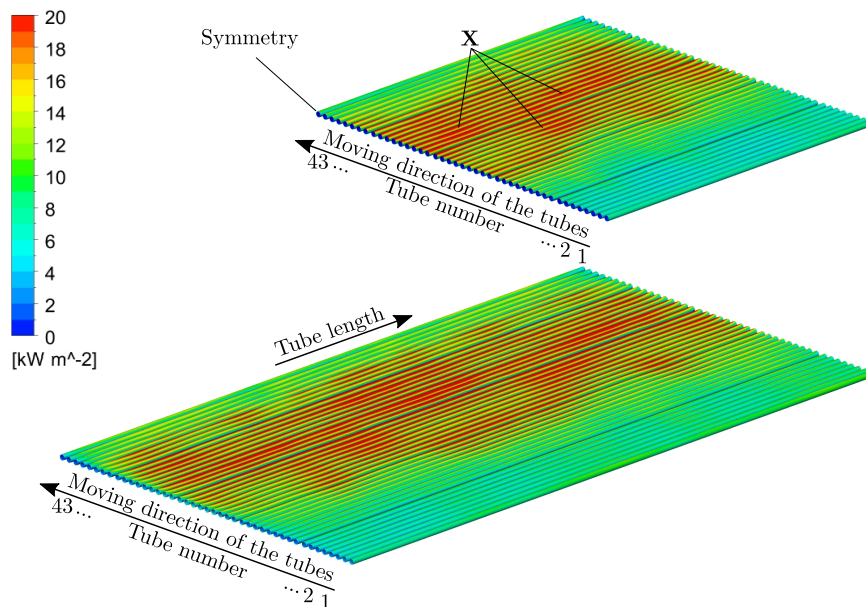 20
18
16
14
12
10
8
6
4
2
0
[kW m^-2]
Symmetry
X
Moving direction of the tubes
43... Tube number ...2 1
Tube length
Moving direction of the tubes
43... Tube number ...2 1